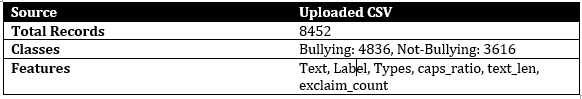 Source Uploaded CSV
Total Records 8452
Classes Bullying: 4836, Not-Bullying: 3616
Features Text, Label, Types, caps_ratio, text_len,
exclaim_count